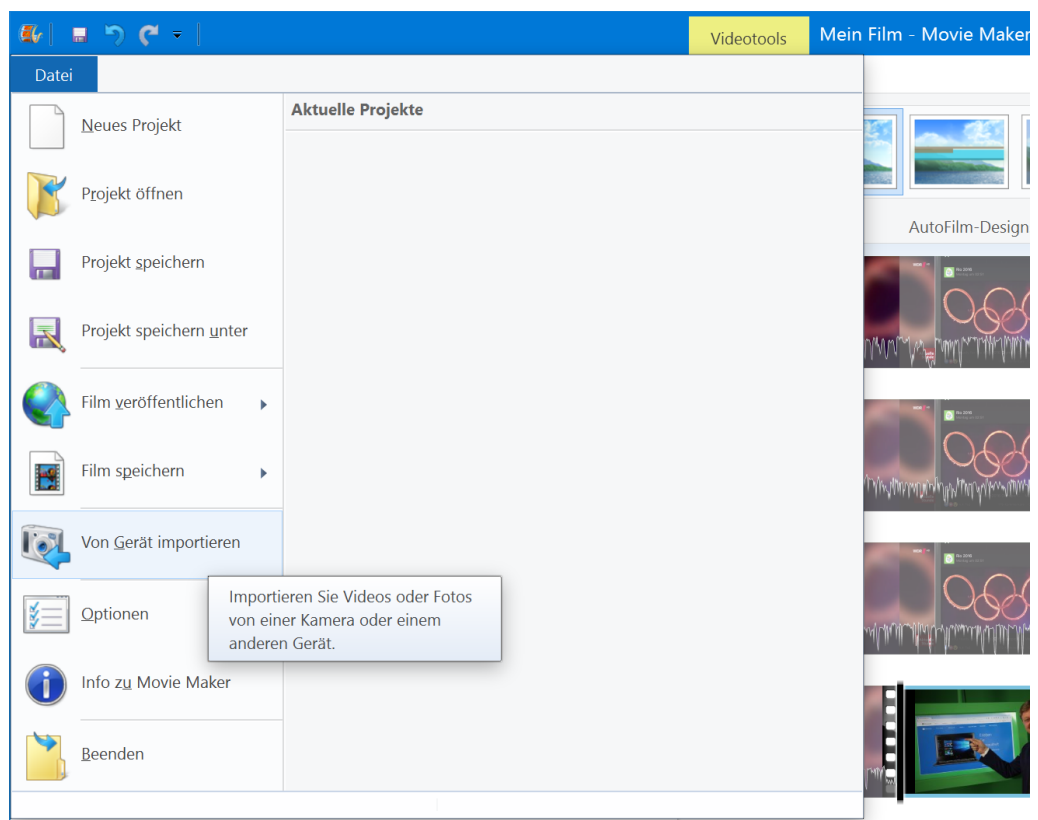 Videotools
Mein Film - Movie Maker
Datei
Neues Projekt
Aktuelle Projekte
Projekt öffnen
Projekt speichern
Projekt speichern unter
Film veröffentlichen
Film speichern
Von Gerät importieren
Importieren Sie Videos oder Fotos
von einer Kamera oder einem
anderen Gerät.
Optionen
Info zu Movie Maker
Beenden
AutoFilm-Design